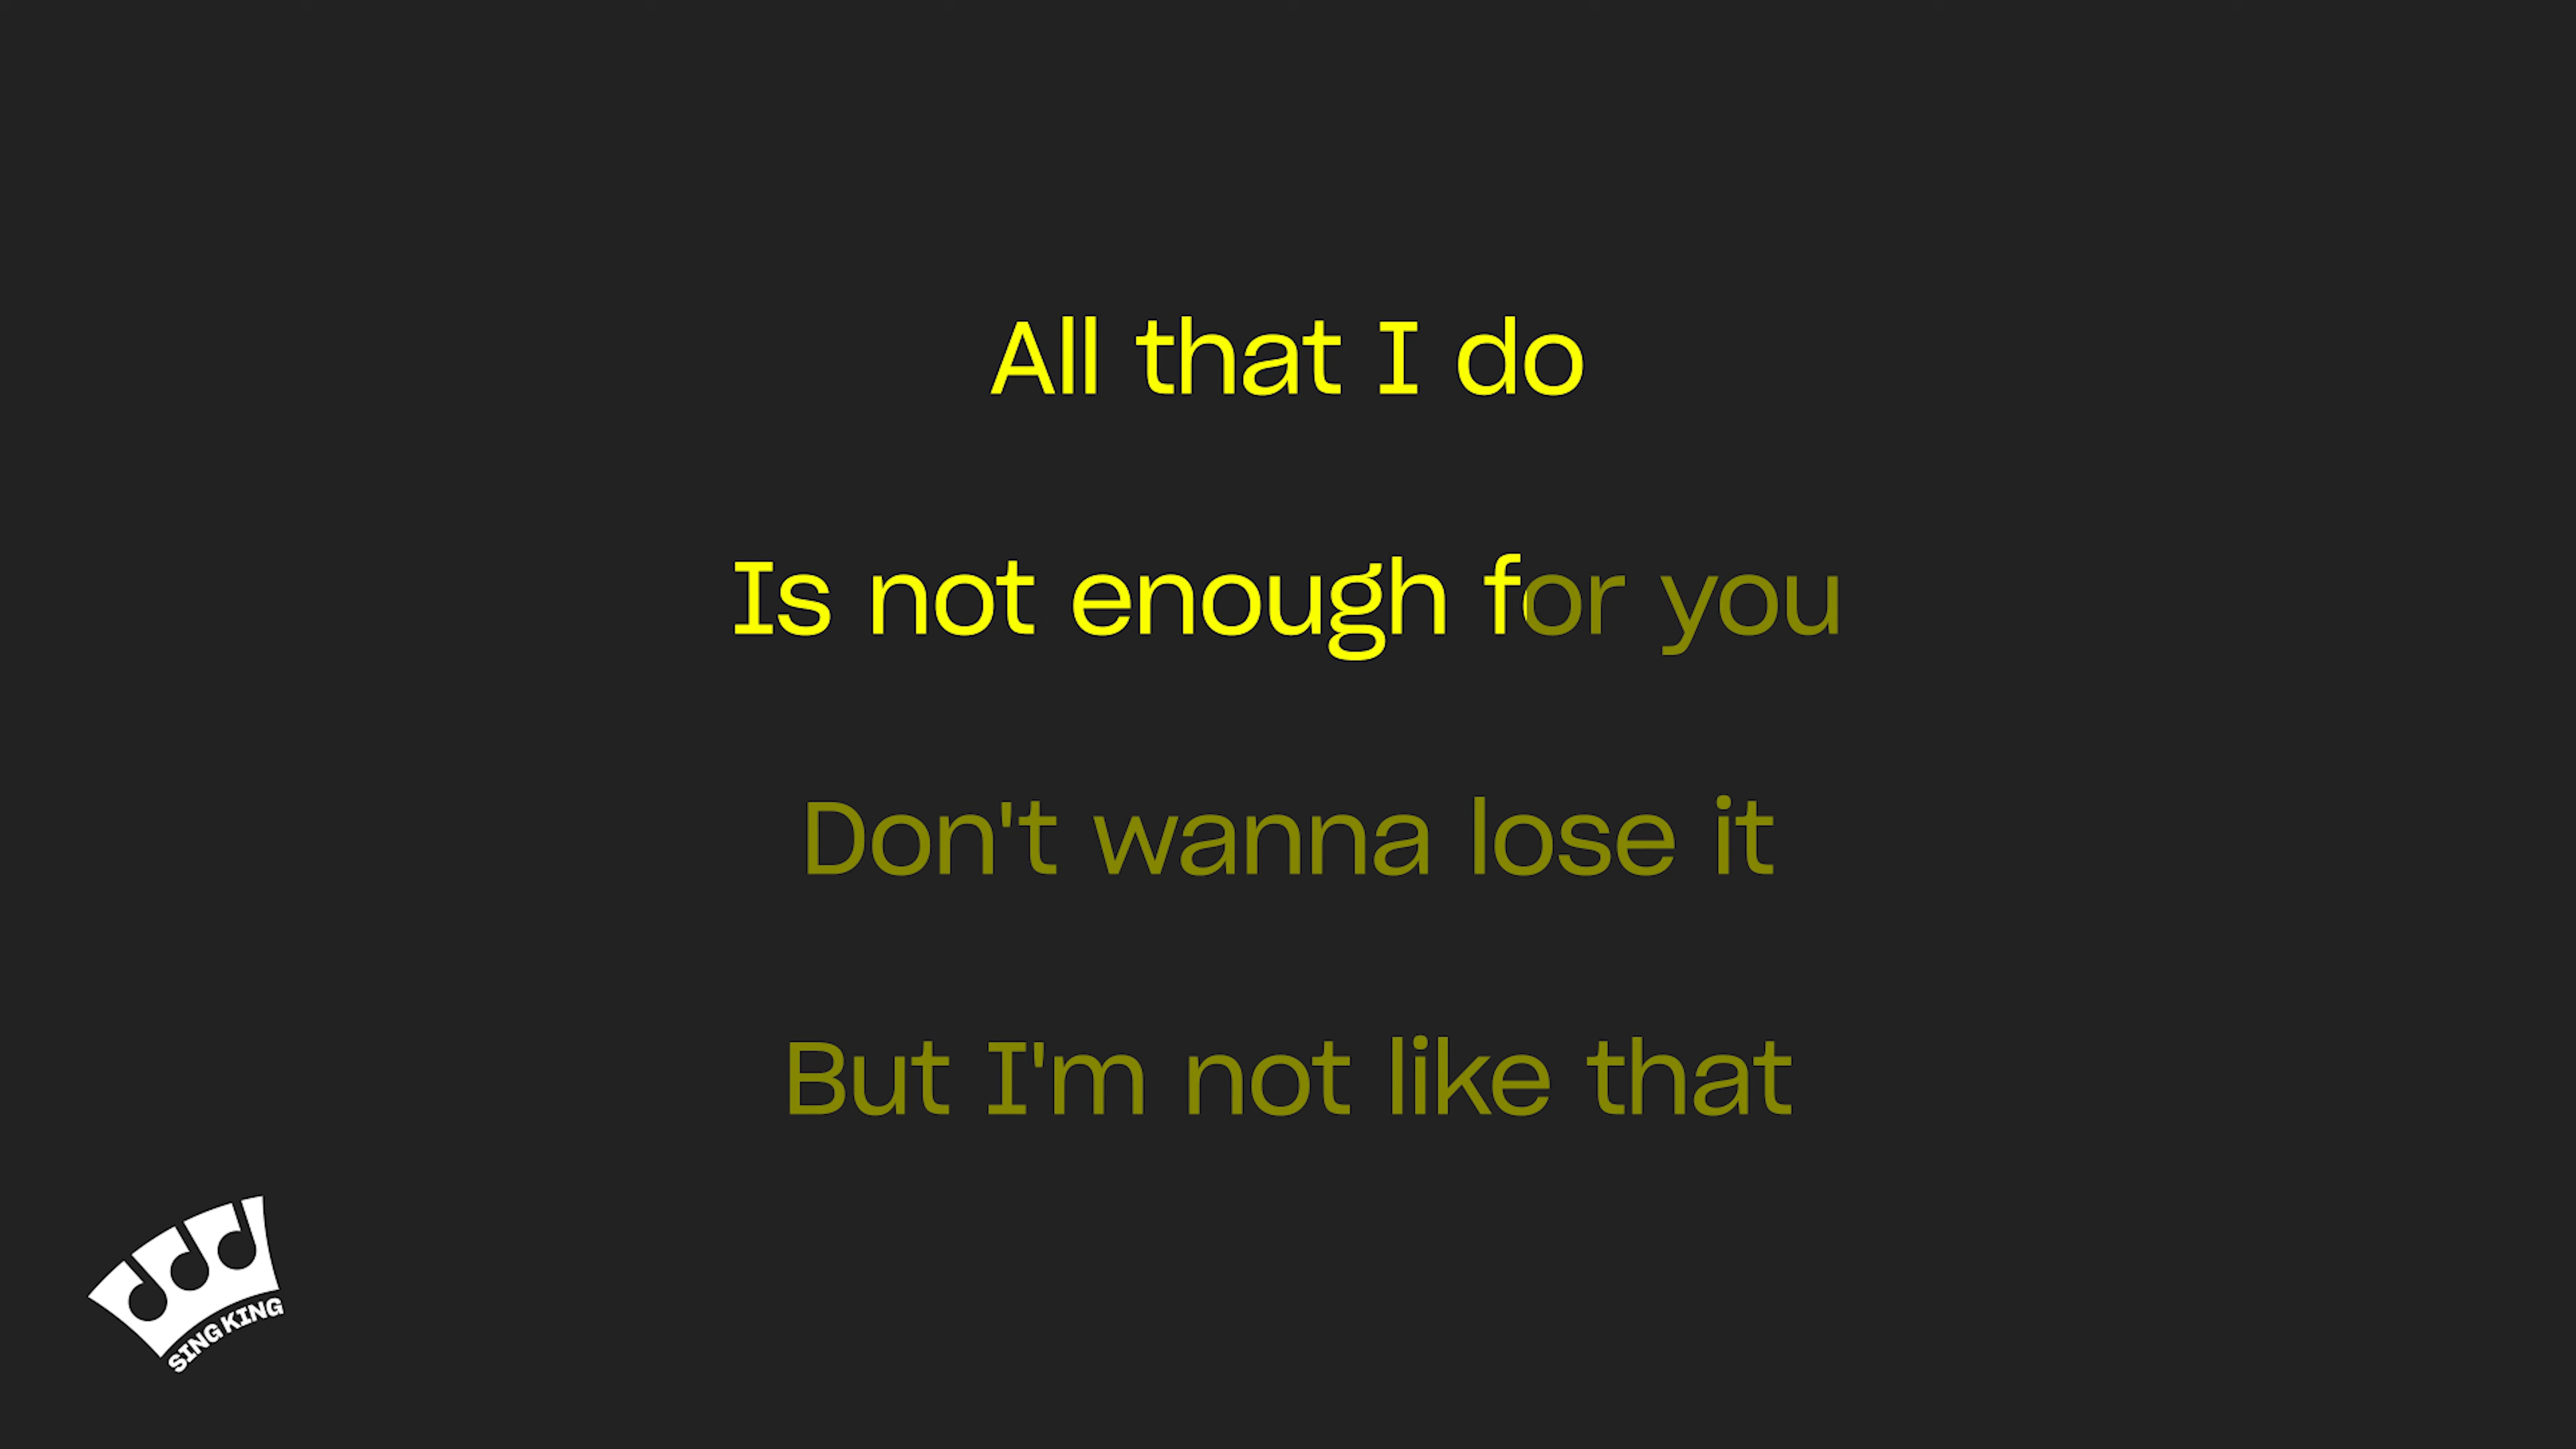 All that I do
Is not enough for you
Don't wanna lose it
But I'm not like that
SING KING